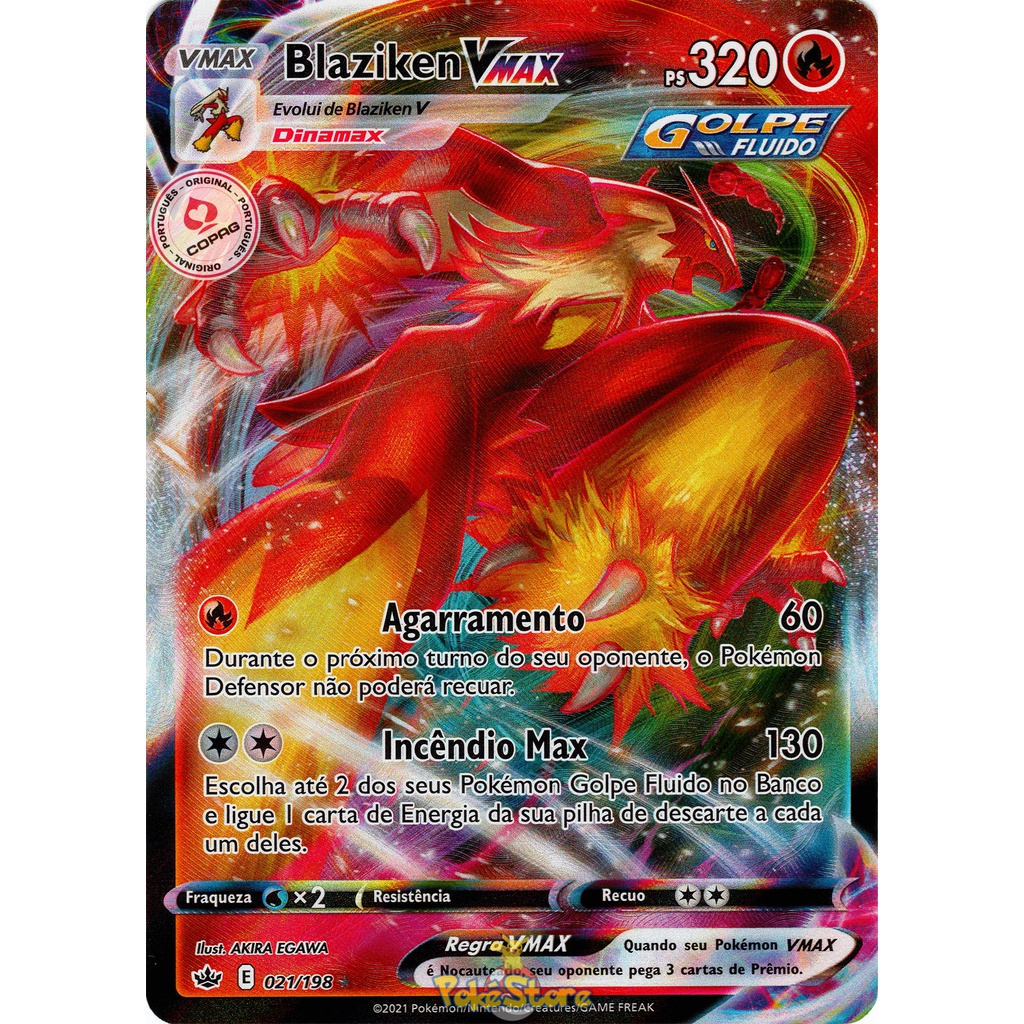 VMAX
Blaziken VMAX
PS 320
Evolui de Blaziken V
Dinamax
GOLPE
FLUIDO
ORIGINAL - PORTUGUÊS - ORIGINAL - PORTUGUÊS -
COPAG
Agarramento 60
Durante o próximo turno do seu oponente, o Pokémon
Defensor não poderá recuar.
Incêndio Max 130
Escolha até 2 dos seus Pokémon Golpe Fluido no Banco
e ligue 1 carta de Energia da sua pilha de descarte a cada
um deles.
Fraqueza ×2 Resistência Recuo
Ilust. AKIRA EGAWA
Regra VMAX Quando seu Pokémon VMAX
é Nocauteado, seu oponente pega 3 cartas de Prêmio.
E 021/198 ★
PokéStore
©2021 Pokémon/Nintendo/Creatures/GAME FREAK